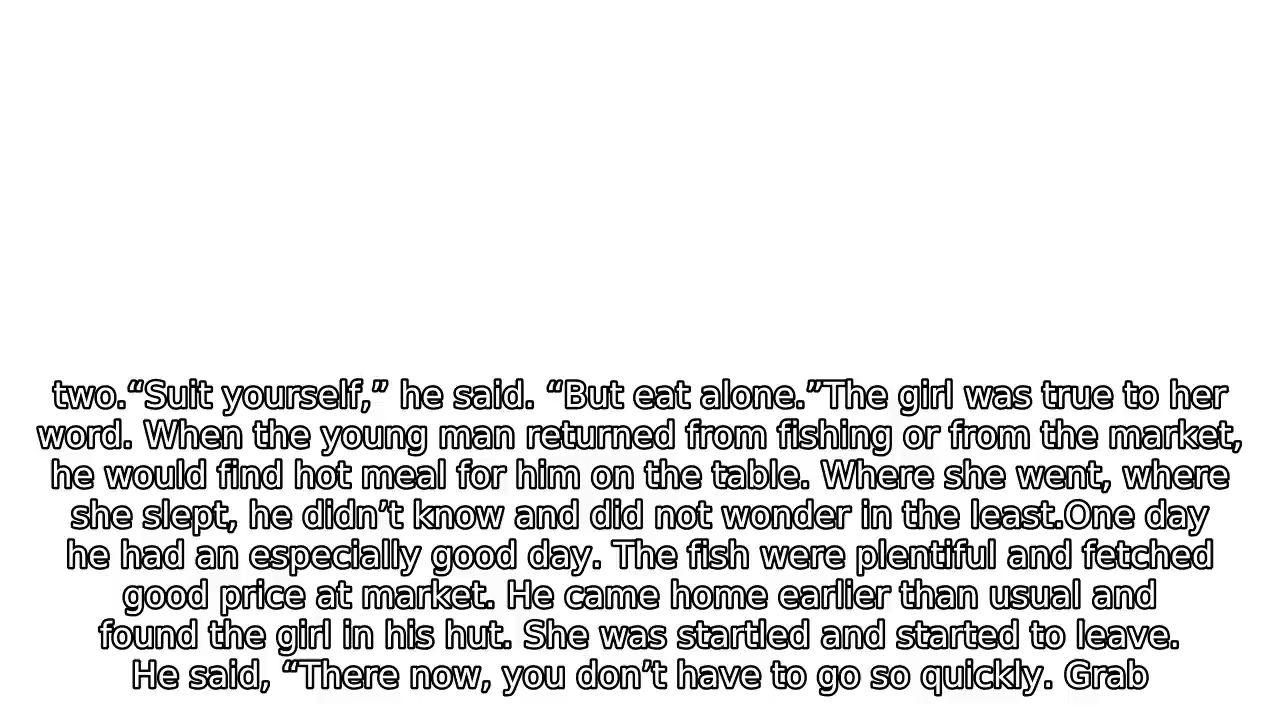 two.“Suit yourself,” he said. “But eat alone.”The girl was true to her
word. When the young man returned from fishing or from the market,
he would find hot meal for him on the table. Where she went, where
she slept, he didn’t know and did not wonder in the least.One day
he had an especially good day. The fish were plentiful and fetched
good price at market. He came home earlier than usual and
found the girl in his hut. She was startled and started to leave.
He said, “There now, you don’t have to go so quickly. Grab